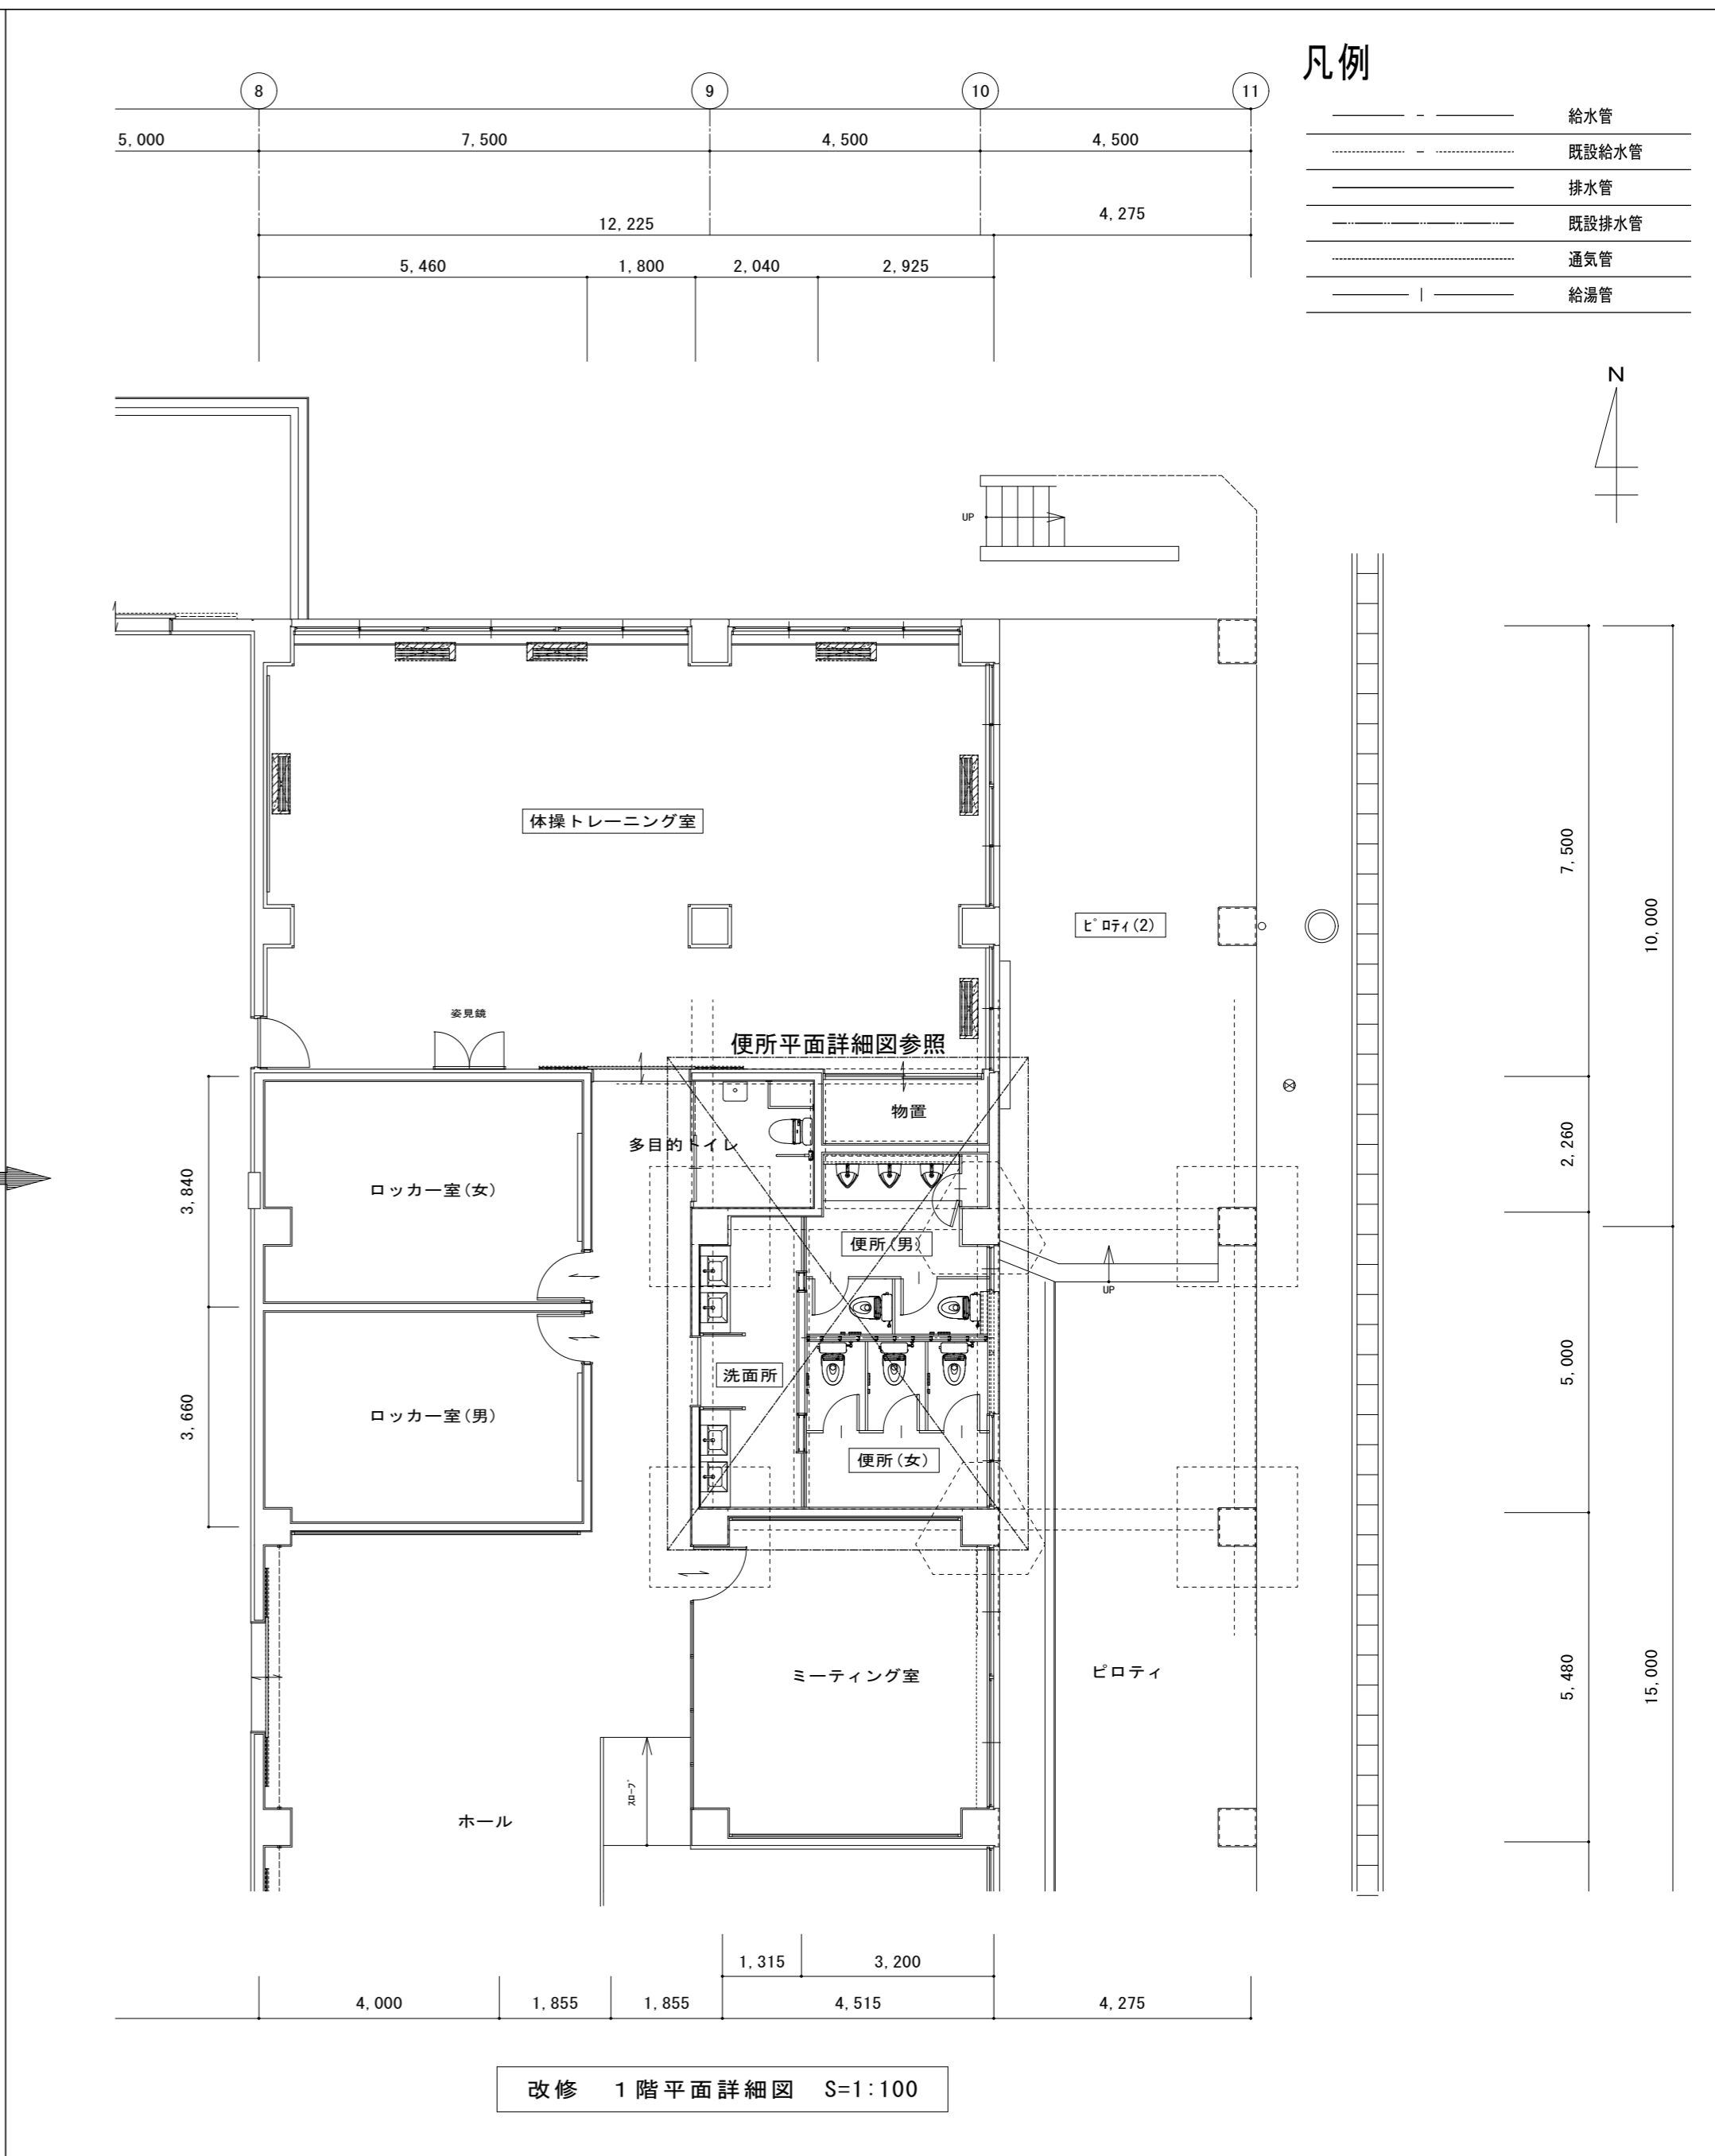 凡例
8 9 10 11
5,000 7,500 4,500 4,500
12,225 4,275
5,460 1,800 2,040 2,925
給水管
既設給水管
排水管
既設排水管
通気管
給湯管
N
UP
体操トレーニング室
ピロティ(2)
7,500
10,000
姿見鏡
便所平面詳細図参照
物置
多目的トイレ
2,260
3,840
ロッカー室(女)
便所(男)
UP
洗面所
5,000
3,660
ロッカー室(男)
便所(女)
ミーティング室
ピロティ
5,480
15,000
スロープ
ホール
1,315 3,200
4,000 1,855 1,855 4,515 4,275
改修 1階平面詳細図 S=1:100